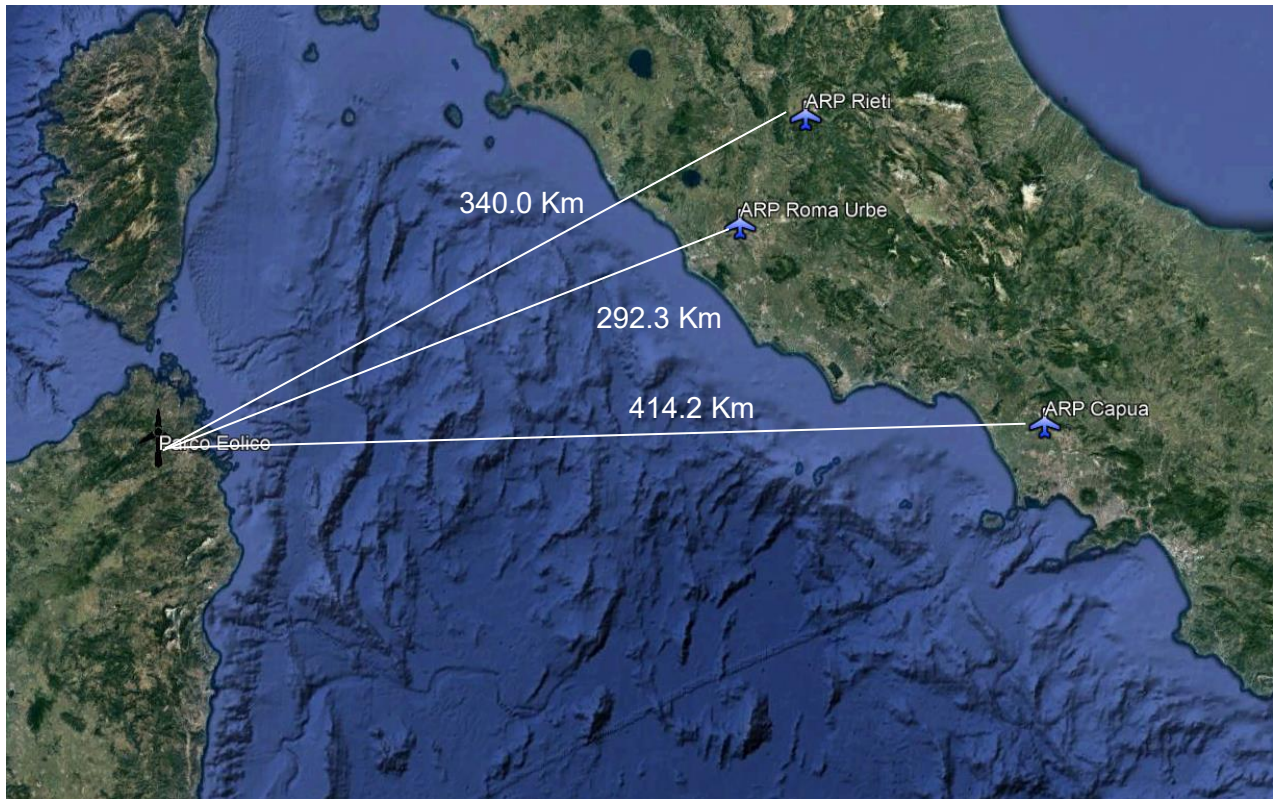 ARP Rieti
340.0 Km
ARP Roma Urbe
292.3 Km
414.2 Km
ARP Capua
Parco Eolico